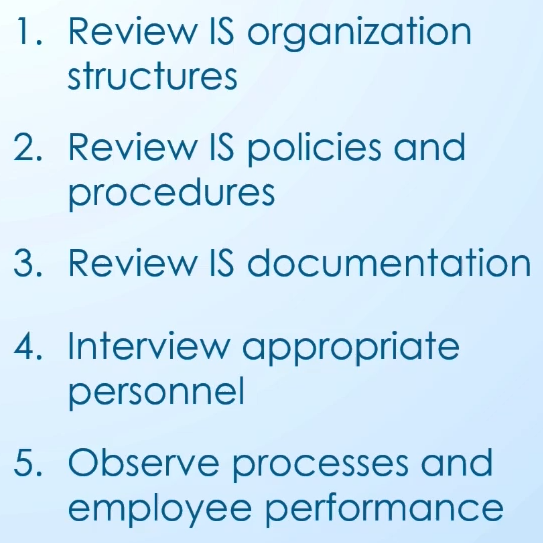 1. Review IS organization
structures
2. Review IS policies and
procedures
3. Review IS documentation
4. Interview appropriate
personnel
5. Observe processes and
employee performance